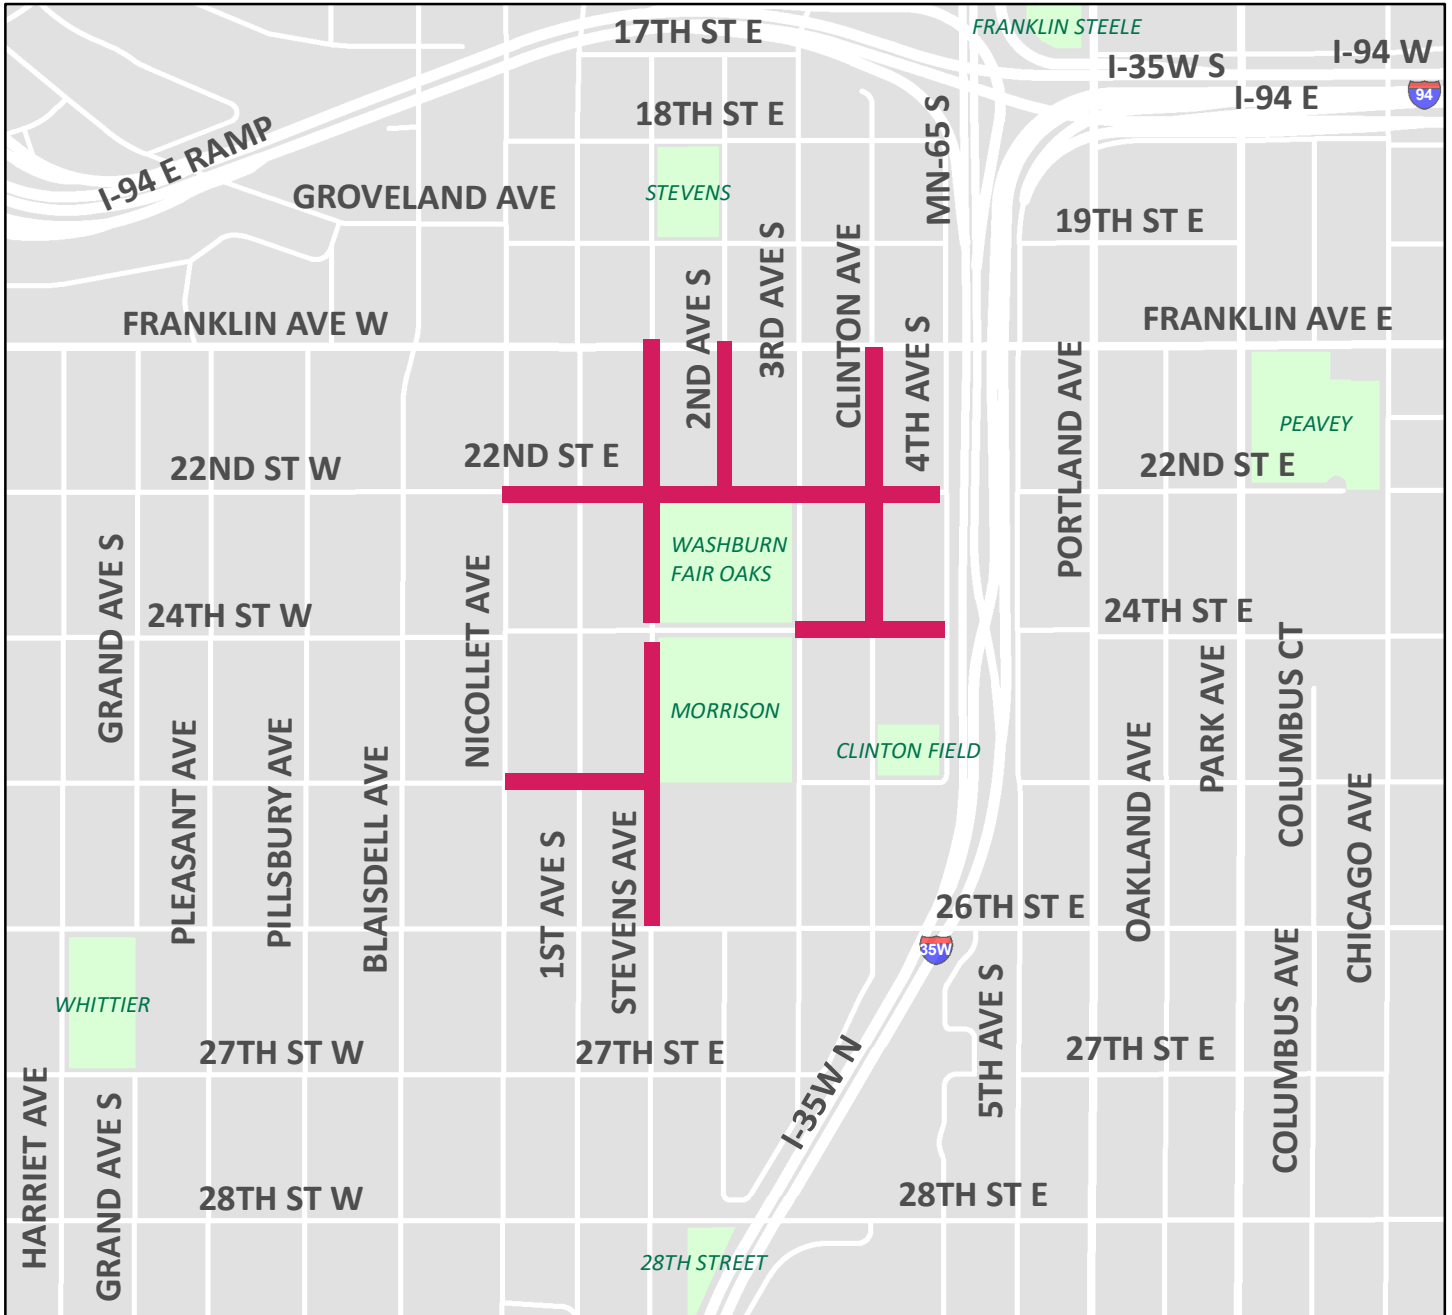 FRANKLIN STEELE
17TH ST E
I-94 W
I-35W S
94
I-94 E
18TH ST E
MN-65 S
I-94 E RAMP
STEVENS
GROVELAND AVE
19TH ST E
3RD AVE S
CLINTON AVE
2ND AVE S
FRANKLIN AVE W
FRANKLIN AVE E
4TH AVE S
PORTLAND AVE
PEAVEY
22ND ST W
22ND ST E
22ND ST E
WASHBURN
FAIR OAKS
GRAND AVE S
NICOLLET AVE
24TH ST W
24TH ST E
COLUMBUS CT
PARK AVE
MORRISON
CLINTON FIELD
PLEASANT AVE
PILLSBURY AVE
BLAISDELL AVE
OAKLAND AVE
CHICAGO AVE
1ST AVE S
STEVENS AVE
26TH ST E
35W
COLUMBUS AVE
WHITTIER
5TH AVE S
27TH ST W
27TH ST E
27TH ST E
I-35W N
HARRIET AVE
GRAND AVE S
28TH ST W
28TH ST E
28TH STREET